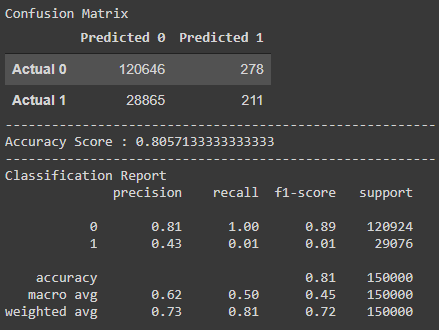 Confusion Matrix
Predicted 0 Predicted 1
Actual 0 120646 278
Actual 1 28865 211
------------------------------------------------------
Accuracy Score : 0.8057133333333333
------------------------------------------------------
Classification Report
precision recall f1-score support
0 0.81 1.00 0.89 120924
1 0.43 0.01 0.01 29076
accuracy 0.81 150000
macro avg 0.62 0.50 0.45 150000
weighted avg 0.73 0.81 0.72 150000